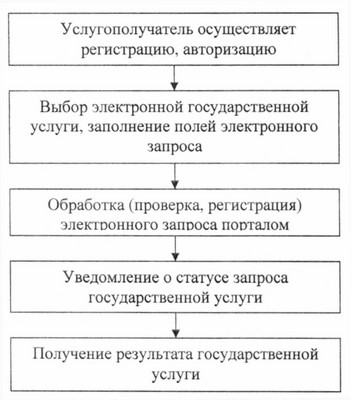 Услугополучатель осуществляет
регистрацию, авторизацию
Выбор электронной государственной
услуги, заполнение полей электронного
запроса
Обработка (проверка, регистрация)
электронного запроса порталом
Уведомление о статусе запроса
государственной услуги
Получение результата государственной
услуги